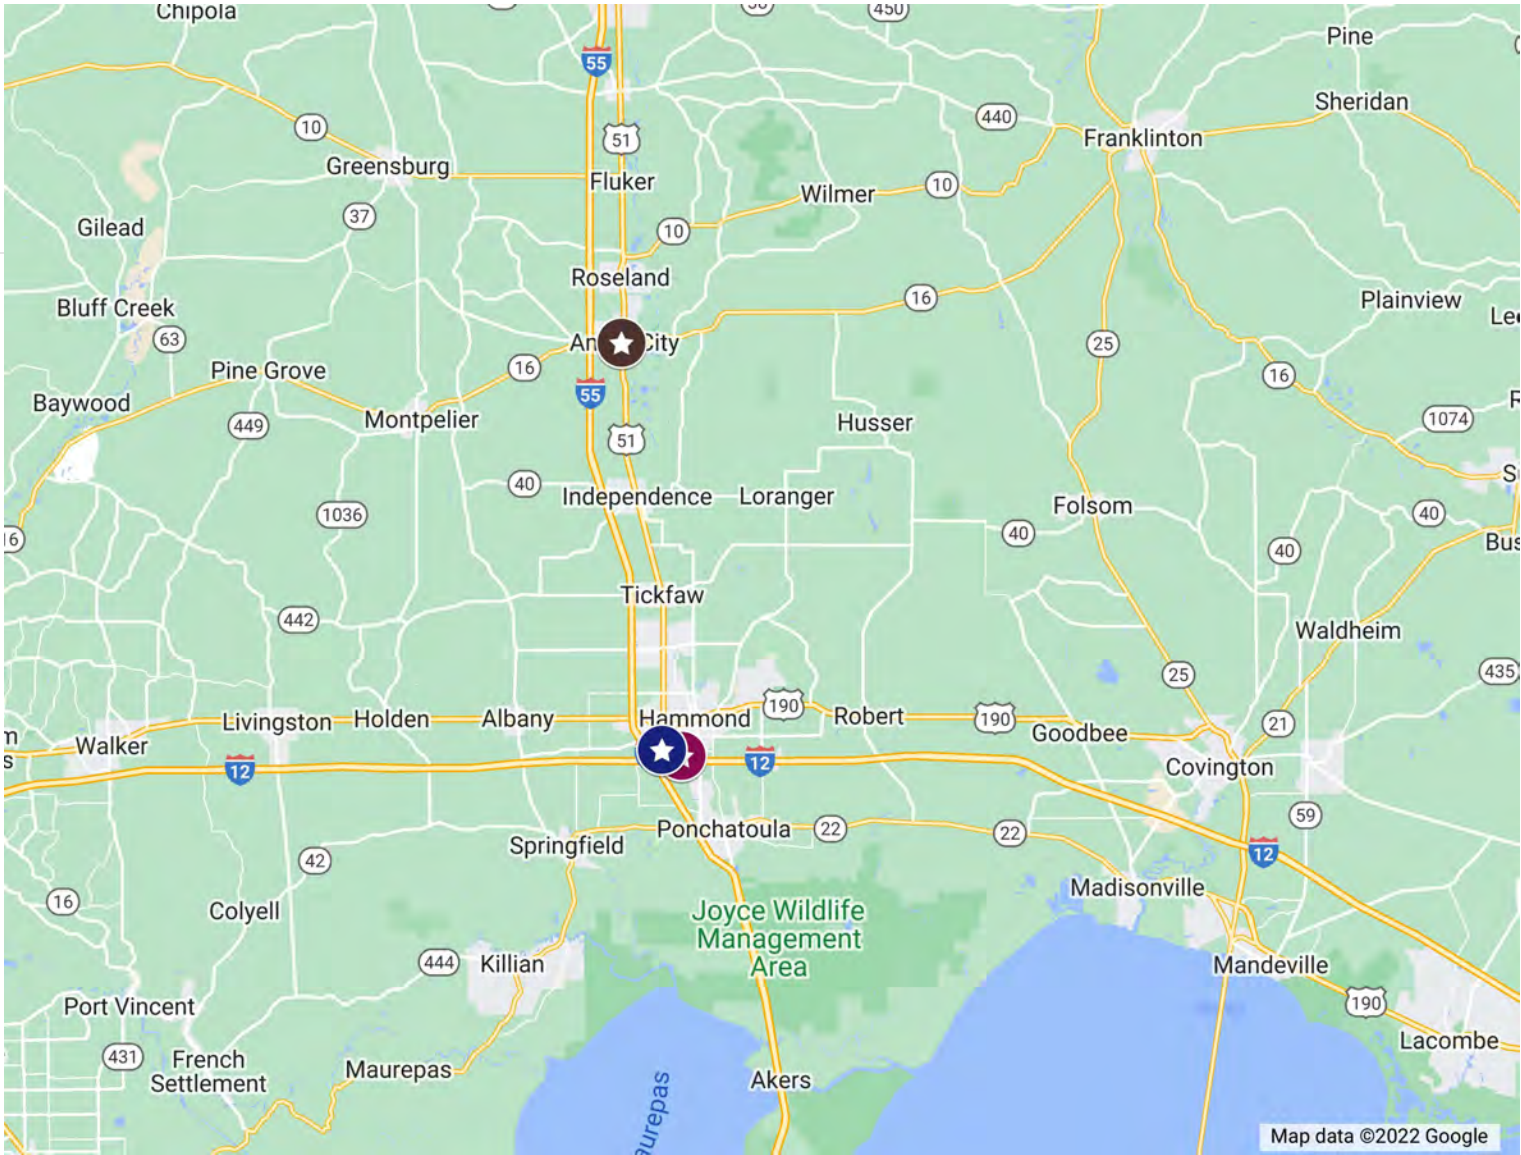 Chipola
450
Pine
55
Sheridan
440
10
51
Franklinton
Greensburg
Fluker
10
Wilmer
37
Gilead
10
Roseland
16
Plainview
Bluff Creek
63
An
City
25
16
16
Pine Grove
55
Baywood
Montpelier
Husser
1074
449
51
40
Independence
Loranger
Folsom
1036
40
40
16
40
Tickfaw
442
Waldheim
25
435
190
Livingston
Holden
Albany
Hammond
Robert
190
21
Walker
Goodbee
12
12
Covington
59
Ponchatoula
22
22
Springfield
12
42
Madisonville
16
Colyell
Joyce Wildlife
Management
Area
444
Killian
Mandeville
Port Vincent
190
431
French
Settlement
Maurepas
Akers
Lacombe
aurepas
Map data ©2022 Google